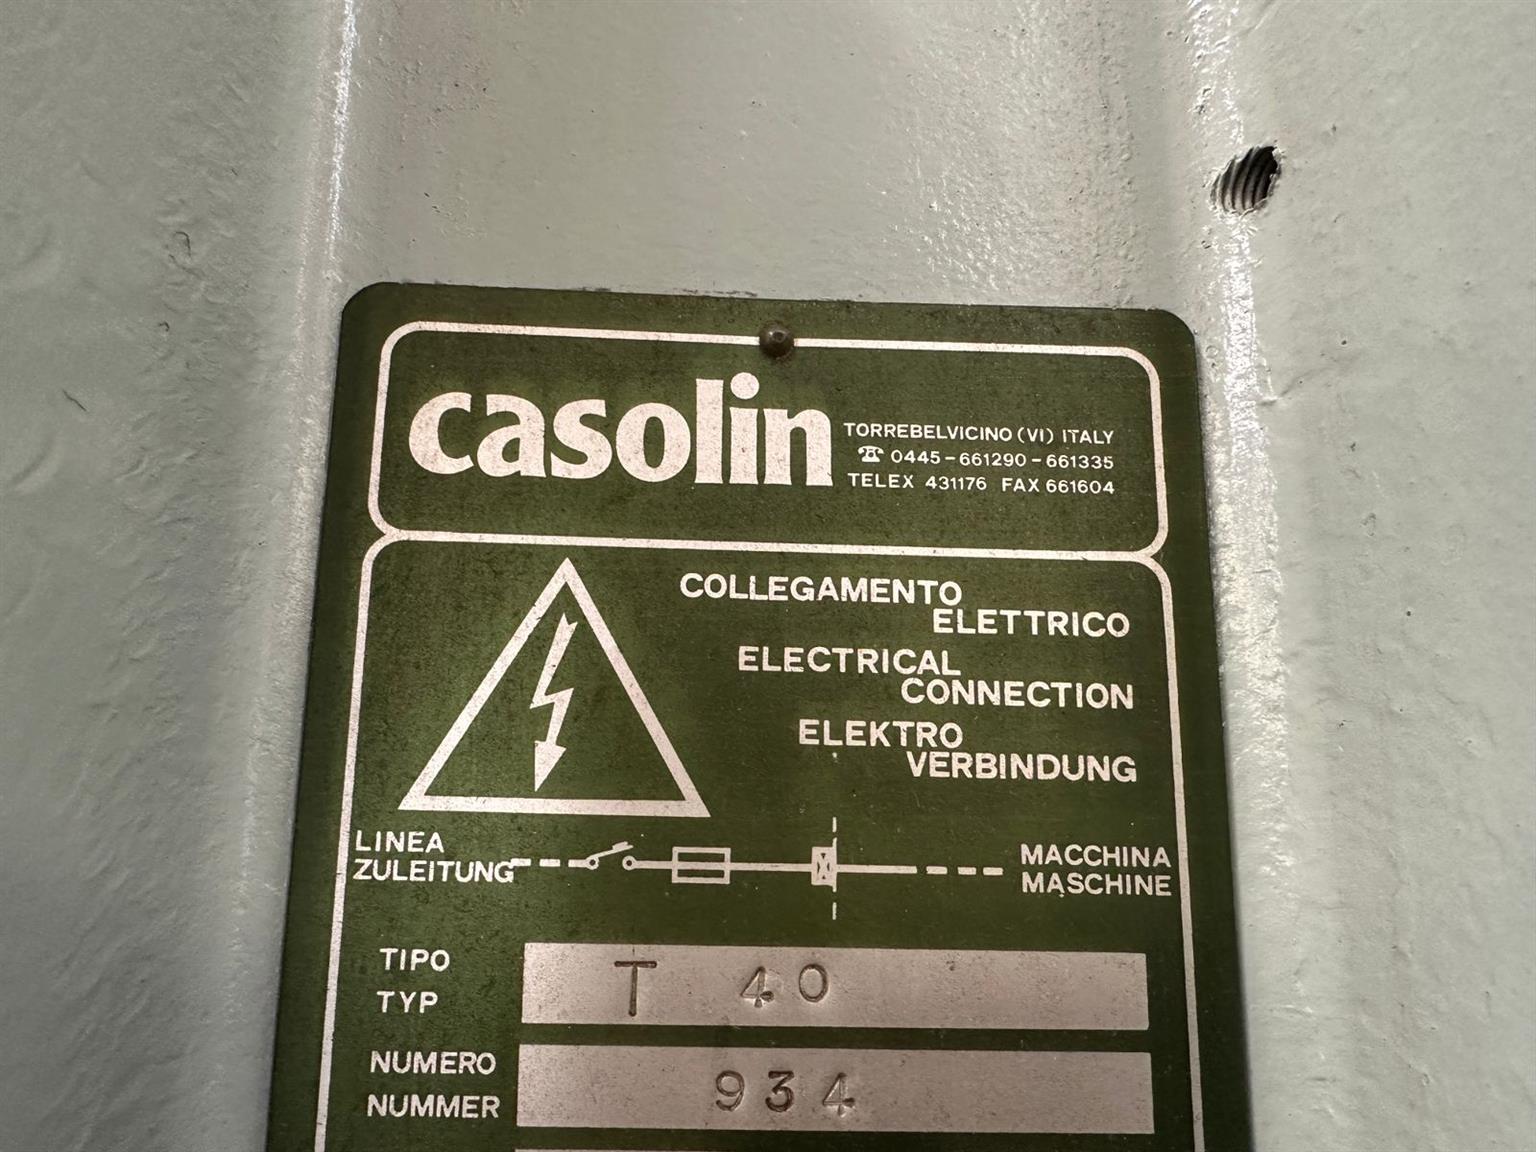 casolin
TORREBELVICINO (VI) ITALY
☎ 0445-661290-661335
TELEX 431176 FAX 661604
COLLEGAMENTO
ELETTRICO
ELECTRICAL
CONNECTION
ELEKTRO
VERBINDUNG
LINEA
ZULEITUNG
MACCHINA
MASCHINE
TIPO
TYP
T 40
NUMERO
NUMMER
934